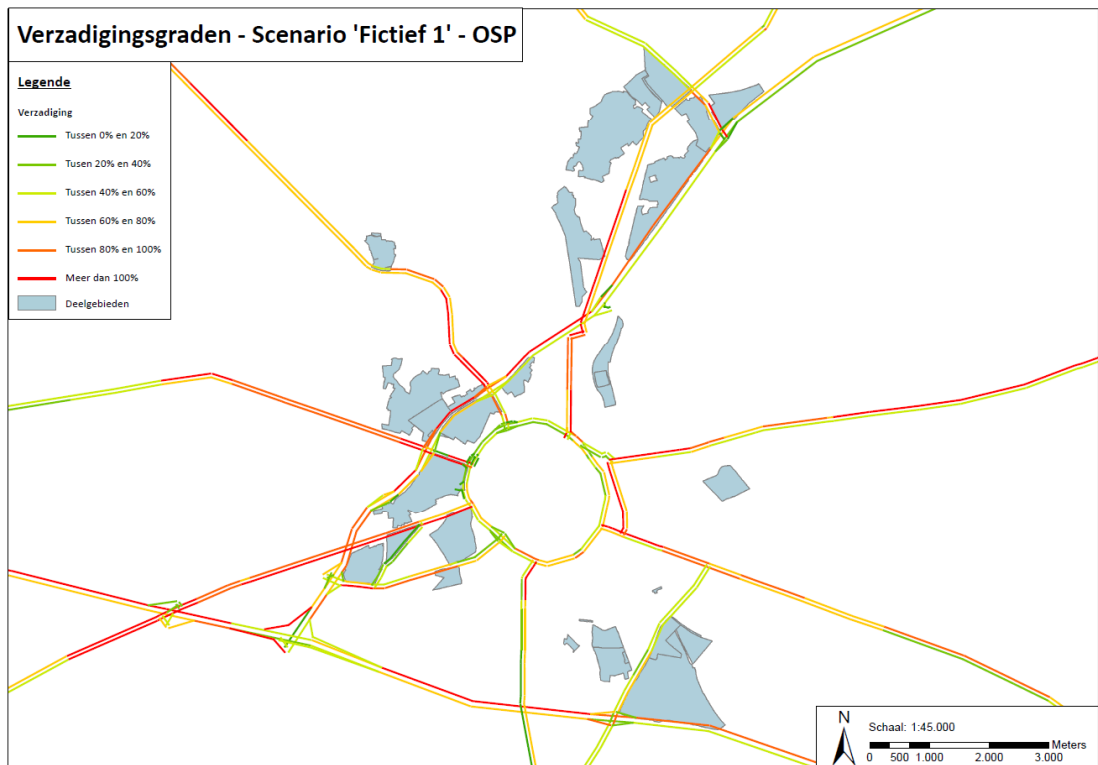 Verzadigingsgraden - Scenario 'Fictief 1' - OSP
Legende
Verzadiging
Tussen 0% en 20%
Tusen 20% en 40%
Tussen 40% en 60%
Tussen 60% en 80%
Tussen 80% en 100%
Meer dan 100%
Deelgebieden
N
Schaal: 1:45.000
Meters
0 500 1.000 2.000 3.000